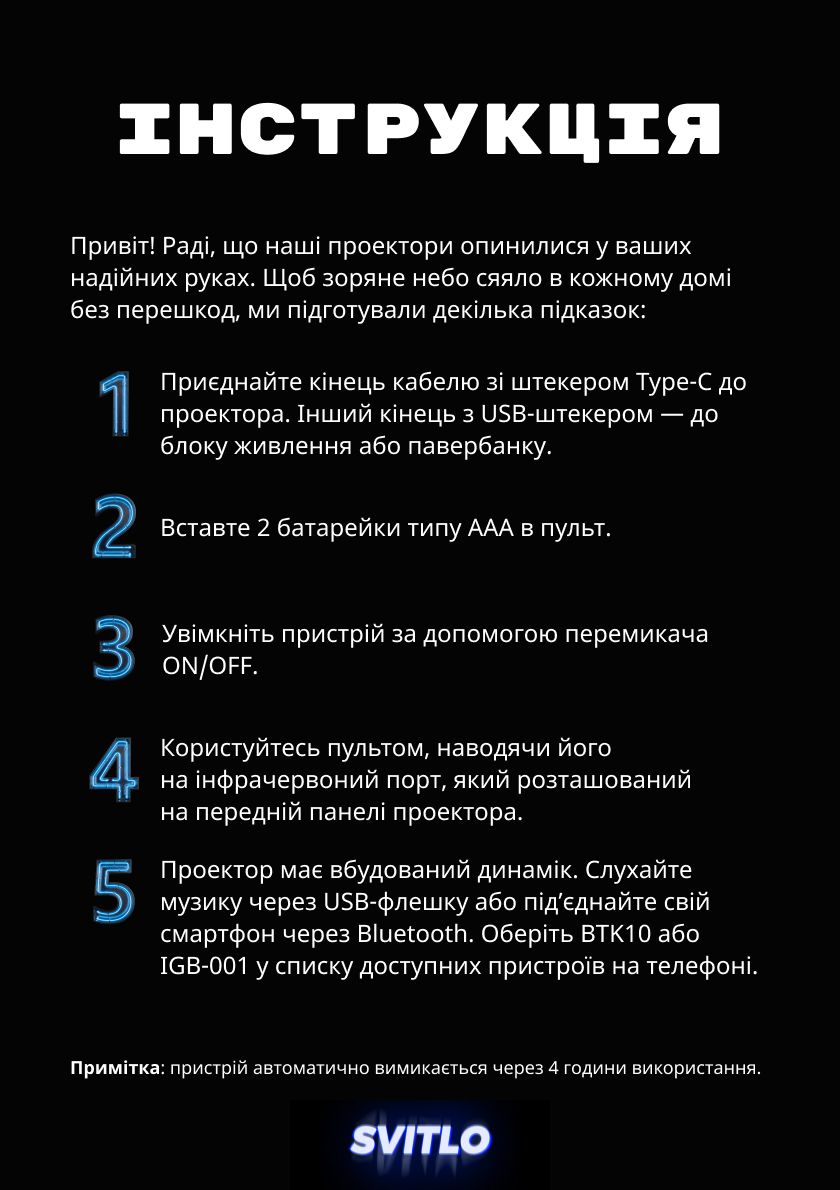 ІНСТРУКЦІЯ
Привіт! Раді, що наші проектори опинилися у ваших
надійних руках. Щоб зоряне небо сяяло в кожному домі
без перешкод, ми підготували декілька підказок:
1
Приєднайте кінець кабелю зі штекером Type-C до
проектора. Інший кінець з USB-штекером — до
блоку живлення або павербанку.
2
Вставте 2 батарейки типу ААА в пульт.
3
Увімкніть пристрій за допомогою перемикача
ON/OFF.
4
Користуйтесь пультом, наводячи його
на інфрачервоний порт, який розташований
на передній панелі проектора.
5
Проектор має вбудований динамік. Слухайте
музику через USB-флешку або під’єднайте свій
смартфон через Bluetooth. Оберіть BTK10 або
IGB-001 у списку доступних пристроїв на телефоні.
Примітка: пристрій автоматично вимикається через 4 години використання.
SVITLO